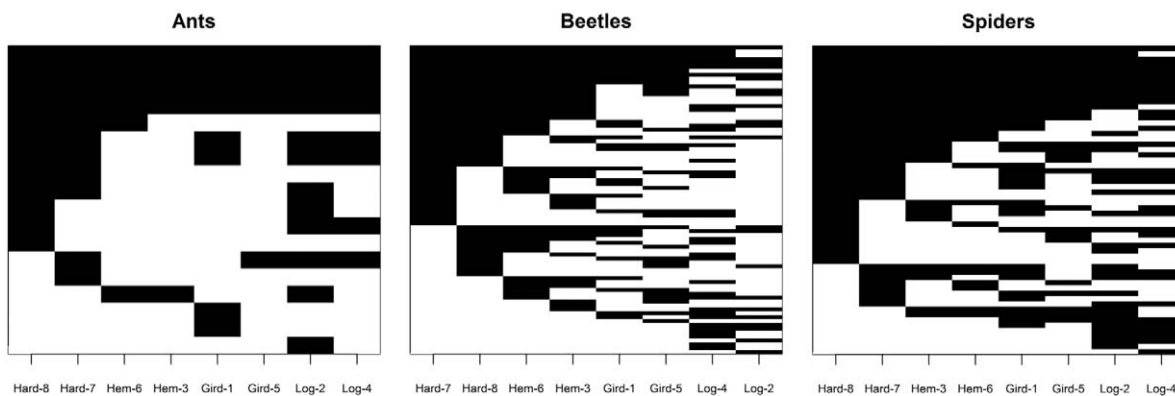 Ants Beetles Spiders
Hard-8 Hard-7 Hem-6 Hem-3 Gird-1 Gird-5 Log-2 Log-4 Hard-7 Hard-8 Hem-6 Hem-3 Gird-1 Gird-5 Log-4 Log-2 Hard-8 Hard-7 Hem-3 Hem-6 Gird-1 Gird-5 Log-2 Log-4